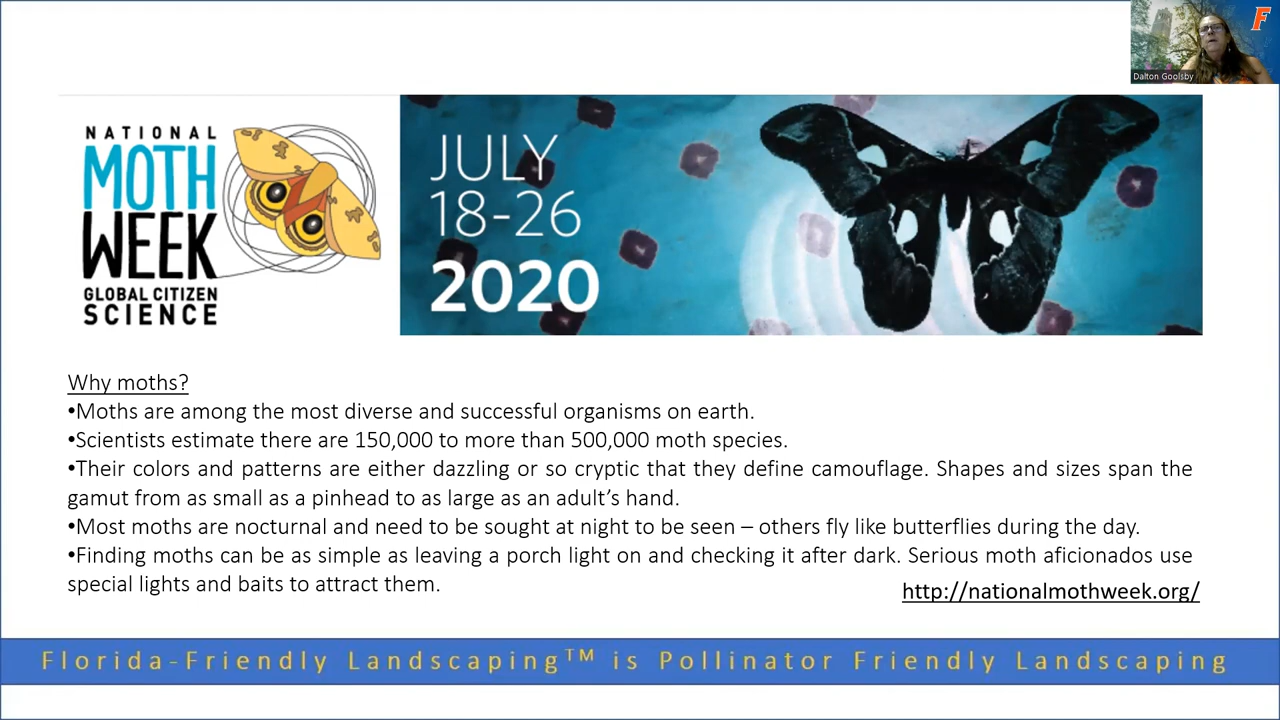 F
Dalton Goolsby
NATIONAL
MOTH
WEEK
GLOBAL CITIZEN
SCIENCE
JULY
18-26
2020
Why moths?
•Moths are among the most diverse and successful organisms on earth.
•Scientists estimate there are 150,000 to more than 500,000 moth species.
•Their colors and patterns are either dazzling or so cryptic that they define camouflage. Shapes and sizes span the
gamut from as small as a pinhead to as large as an adult’s hand.
•Most moths are nocturnal and need to be sought at night to be seen – others fly like butterflies during the day.
•Finding moths can be as simple as leaving a porch light on and checking it after dark. Serious moth aficionados use
special lights and baits to attract them.
http://nationalmothweek.org/
Florida-Friendly Landscaping™ is Pollinator Friendly Landscaping